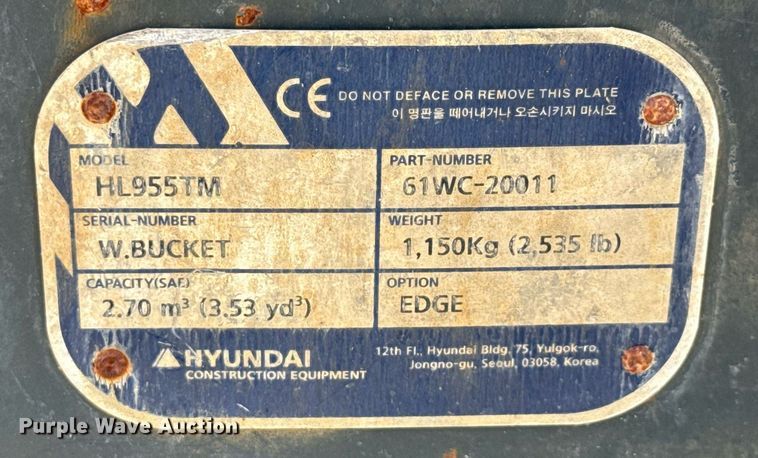 CE DO NOT DEFACE OR REMOVE THIS PLATE
이 명판을 떼어내거나 오손시키지 마시오
MODEL
HL955TM
PART-NUMBER
61WC-20011
SERIAL-NUMBER
W.BUCKET
WEIGHT
1,150Kg (2,535 lb)
CAPACITY(SAE)
2.70 m³ (3.53 yd³)
OPTION
EDGE
HYUNDAI
CONSTRUCTION EQUIPMENT
12th Fl., Hyundai Bldg. 75, Yulgok-ro,
Jongno-gu, Seoul, 03058, Korea
Purple Wave Auction